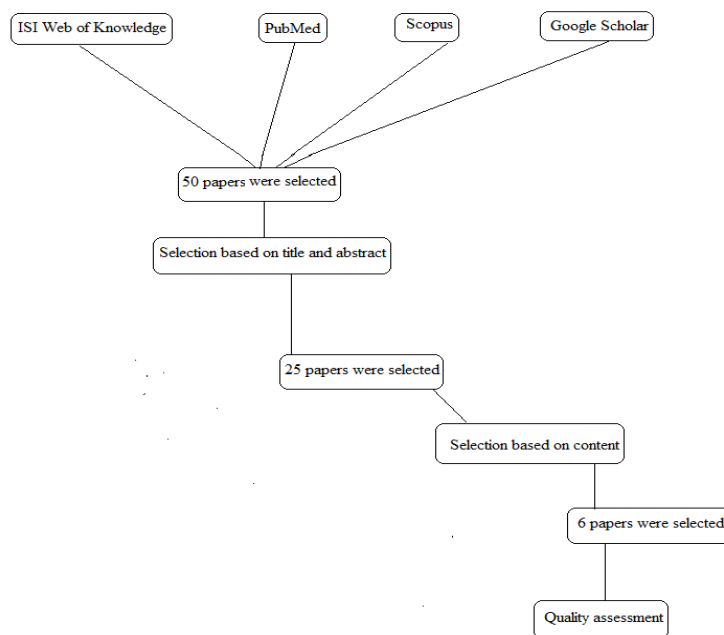 ISI Web of Knowledge
PubMed
Scopus
Google Scholar
50 papers were selected
Selection based on title and abstract
25 papers were selected
Selection based on content
6 papers were selected
Quality assessment